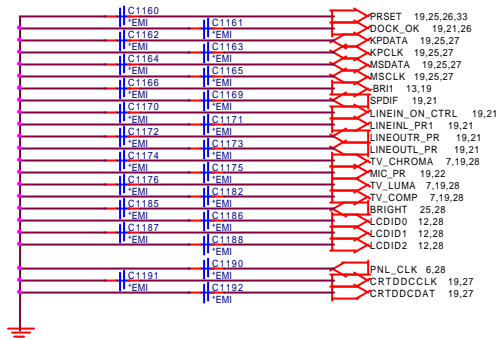 C1160 PRSET 19,25,26,33
*EMI C1161 DOCK_OK 19,21,26
C1162 *EMI KPDATA 19,25,27
*EMI C1163 KPCLK 19,25,27
C1164 *EMI MSDATA 19,25,27
*EMI C1165 MSCLK 19,25,27
C1166 *EMI -BRI1 13,19
*EMI C1169 SPDIF 19,21
C1170 *EMI LINEIN_ON_CTRL 19,21
*EMI C1171 LINEINL_PR1 19,21
C1172 *EMI LINEOUTR_PR 19,21
*EMI C1173 LINEOUTL_PR 19,21
C1174 *EMI TV_CHROMA 7,19,28
*EMI C1175 MIC_PR 19,22
C1176 *EMI TV_LUMA 7,19,28
*EMI C1182 TV_COMP 7,19,28
C1185 *EMI BRIGHT 25,28
*EMI C1186 LCDID0 12,28
C1187 *EMI LCDID1 12,28
*EMI C1188 LCDID2 12,28
*EMI
C1190 PNL_CLK 6,28
C1191 *EMI CRTDDCCLK 19,27
*EMI C1192 CRTDDCDAT 19,27
*EMI